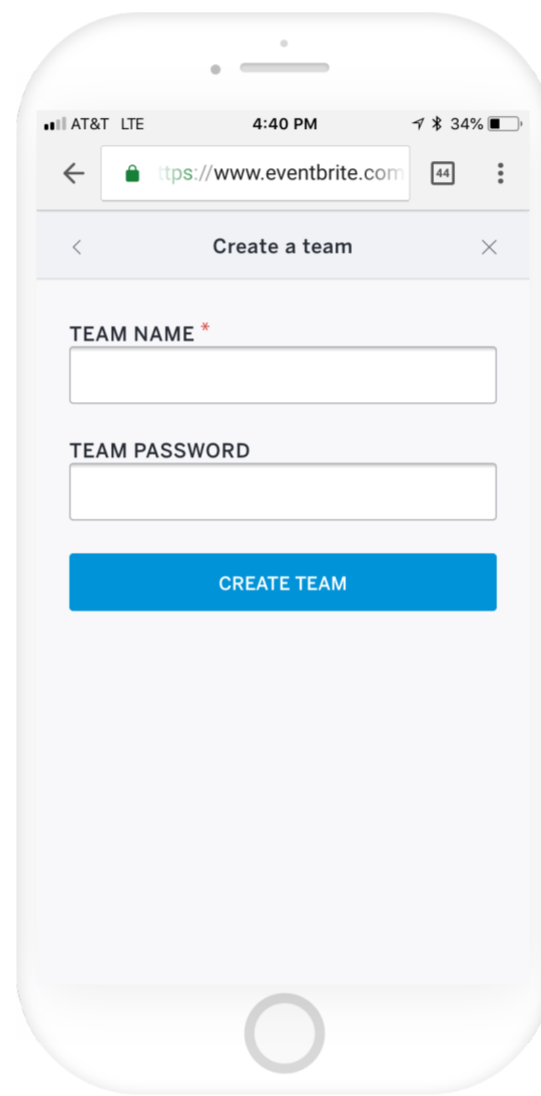 AT&T LTE 4:40 PM 34%
ttps://www.eventbrite.com 44
Create a team
TEAM NAME *
TEAM PASSWORD
CREATE TEAM